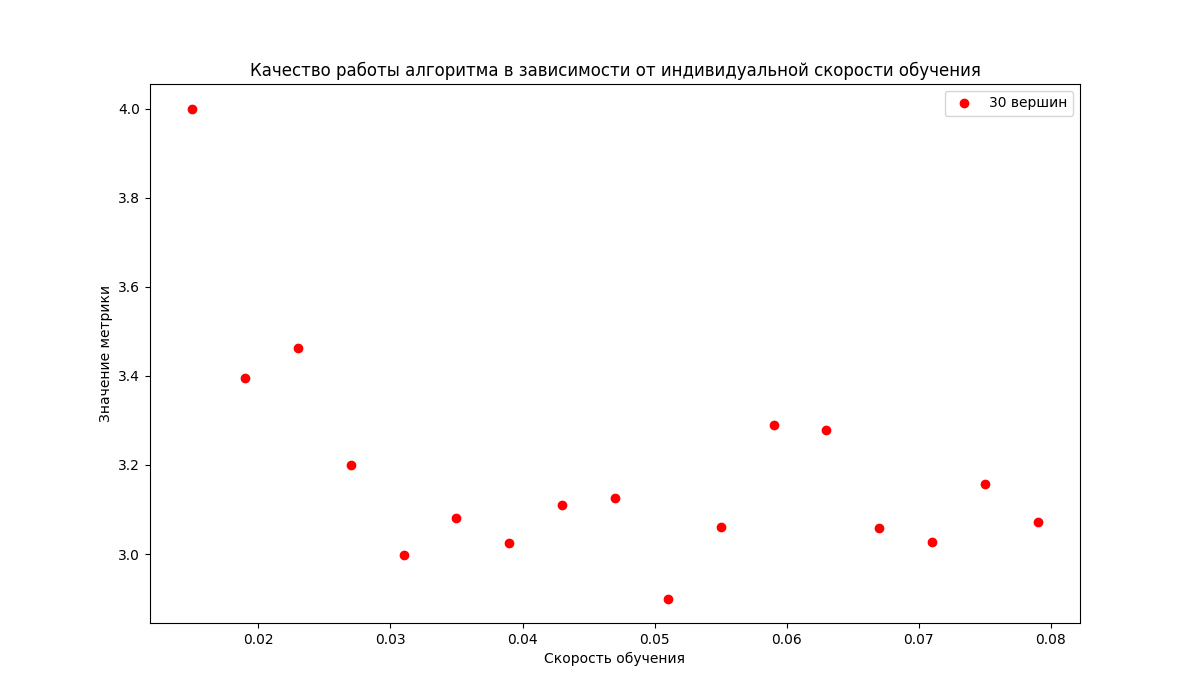 Качество работы алгоритма в зависимости от индивидуальной скорости обучения
30 вершин
4.0
3.8
3.6
3.4
3.2
3.0
Значение метрики
0.02 0.03 0.04 0.05 0.06 0.07 0.08
Скорость обучения